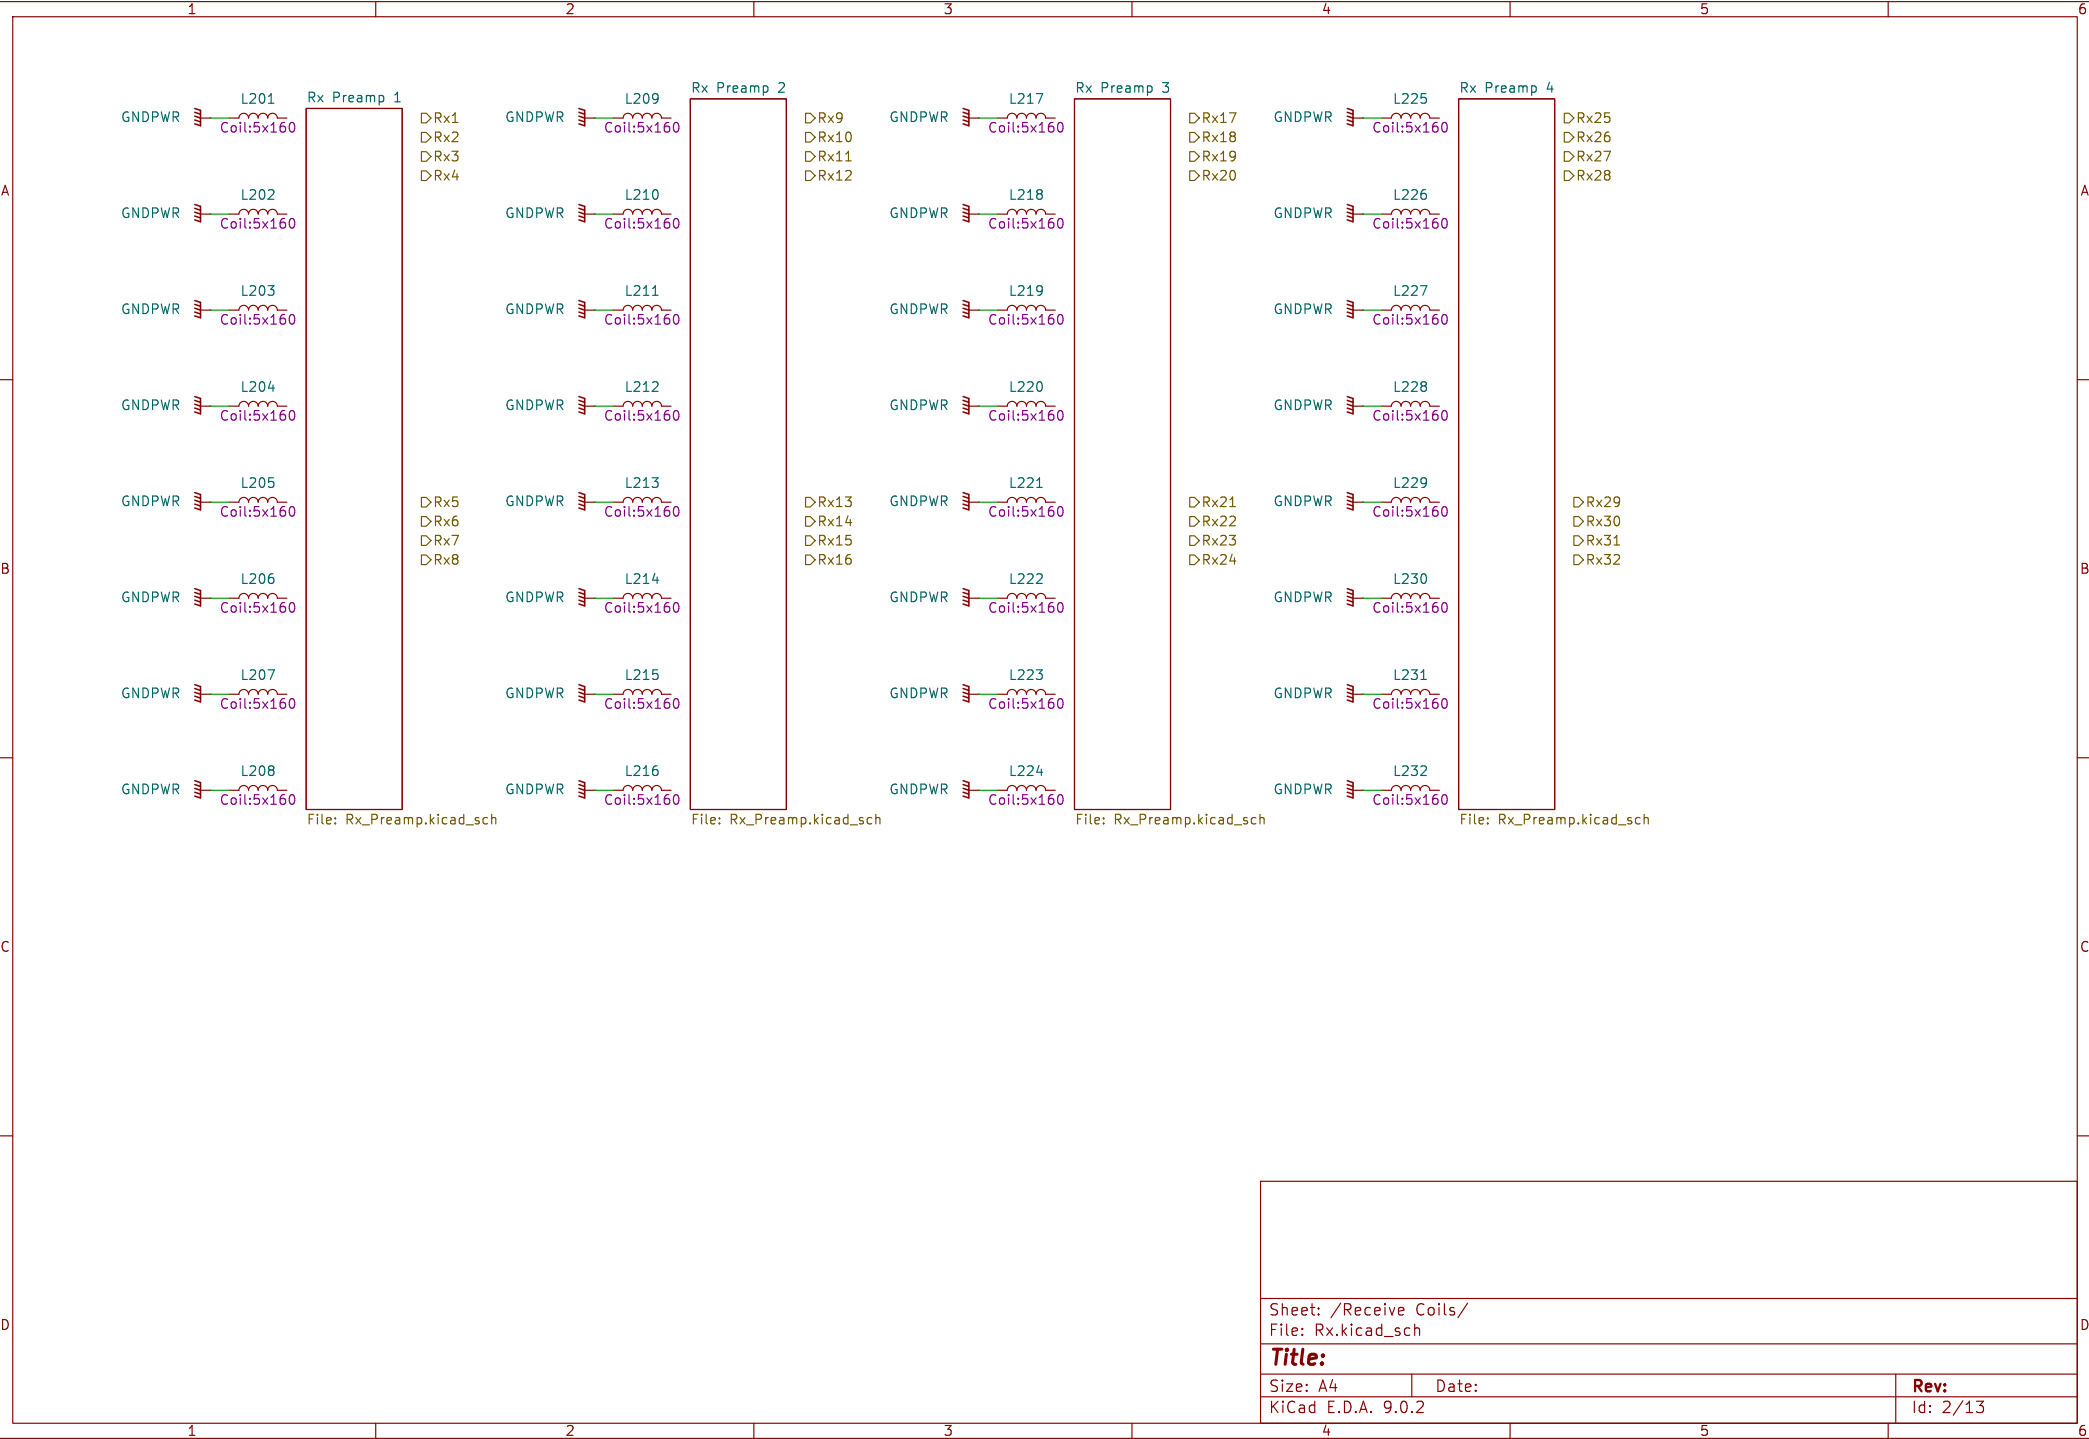 1 2 3 4 5 6
Rx Preamp 1
Rx Preamp 2
Rx Preamp 3
Rx Preamp 4
GNDPWR L201 Coil:5x160 Rx1
GNDPWR L209 Coil:5x160 Rx9
GNDPWR L217 Coil:5x160 Rx17
GNDPWR L225 Coil:5x160 Rx25
Rx2 Rx10 Rx18 Rx26
Rx3 Rx11 Rx19 Rx27
Rx4 Rx12 Rx20 Rx28
A A
GNDPWR L202 Coil:5x160
GNDPWR L210 Coil:5x160
GNDPWR L218 Coil:5x160
GNDPWR L226 Coil:5x160
GNDPWR L203 Coil:5x160
GNDPWR L211 Coil:5x160
GNDPWR L219 Coil:5x160
GNDPWR L227 Coil:5x160
GNDPWR L204 Coil:5x160
GNDPWR L212 Coil:5x160
GNDPWR L220 Coil:5x160
GNDPWR L228 Coil:5x160
GNDPWR L205 Coil:5x160 Rx5
GNDPWR L213 Coil:5x160 Rx13
GNDPWR L221 Coil:5x160 Rx21
GNDPWR L229 Coil:5x160 Rx29
Rx6 Rx14 Rx22 Rx30
Rx7 Rx15 Rx23 Rx31
Rx8 Rx16 Rx24 Rx32
B B
GNDPWR L206 Coil:5x160
GNDPWR L214 Coil:5x160
GNDPWR L222 Coil:5x160
GNDPWR L230 Coil:5x160
GNDPWR L207 Coil:5x160
GNDPWR L215 Coil:5x160
GNDPWR L223 Coil:5x160
GNDPWR L231 Coil:5x160
GNDPWR L208 Coil:5x160
GNDPWR L216 Coil:5x160
GNDPWR L224 Coil:5x160
GNDPWR L232 Coil:5x160
File: Rx_Preamp.kicad_sch
File: Rx_Preamp.kicad_sch
File: Rx_Preamp.kicad_sch
File: Rx_Preamp.kicad_sch
C C
D D
Sheet: /Receive Coils/
File: Rx.kicad_sch
Title:
Size: A4 Date: Rev:
KiCad E.D.A. 9.0.2 Id: 2/13
1 2 3 4 5 6